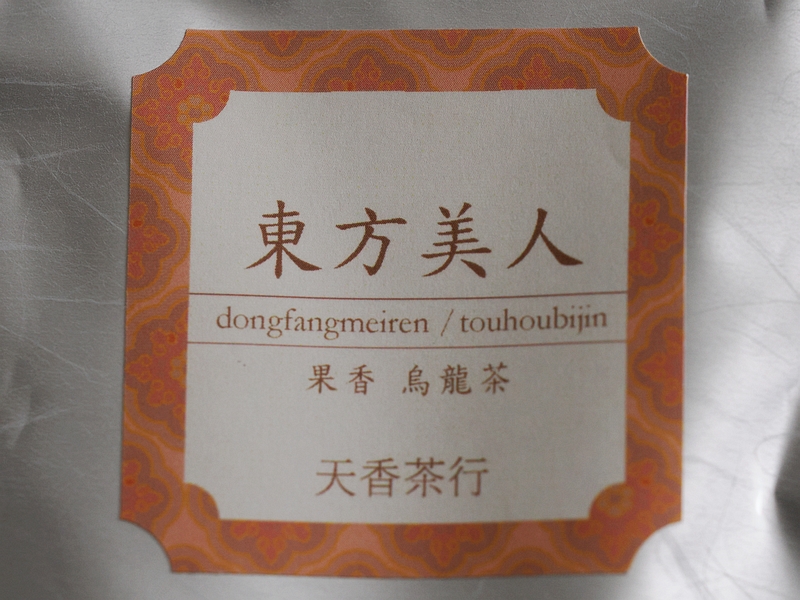 東方美人
dongfangmeiren / touhoubijin
果香 烏龍茶
天香茶行